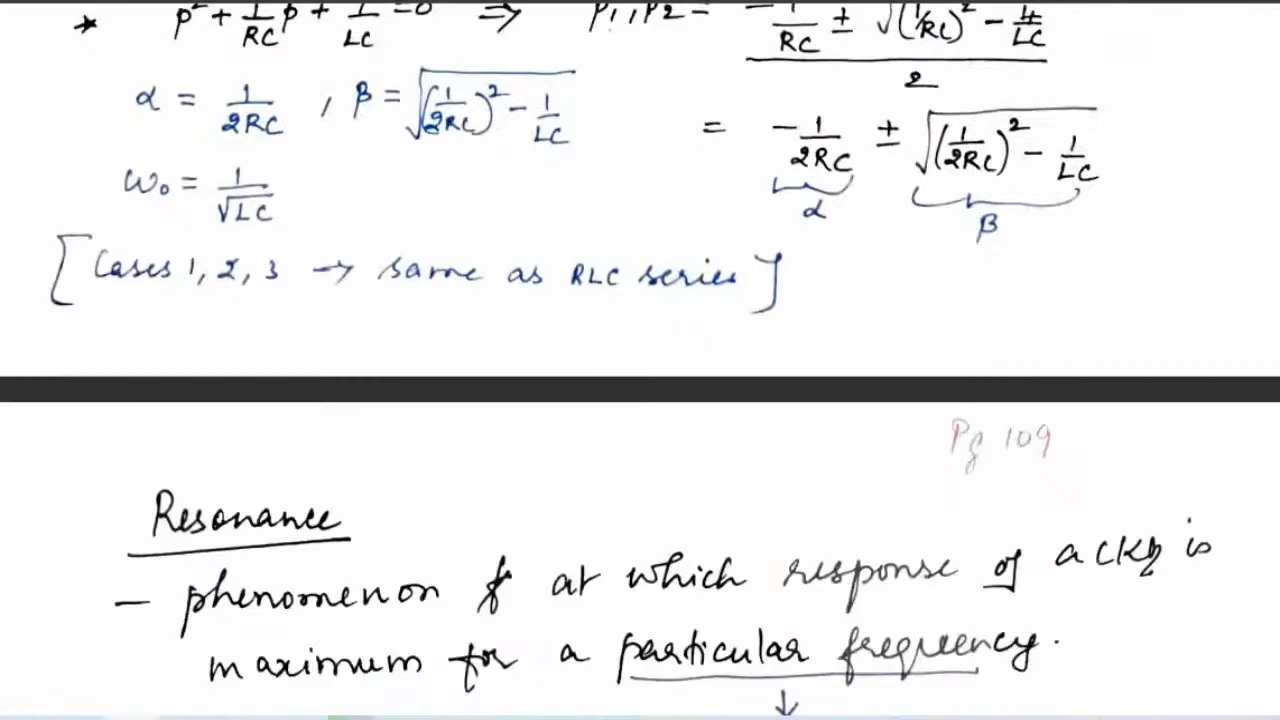 * p² + 1/RC p + 1/LC = 0 ⇒ p₁, p₂ = (-1/RC ± √((1/RC)² - 4/LC)) / 2
α = 1/2RC , β = √((1/2RC)² - 1/LC)
= -1/2RC ± √((1/2RC)² - 1/LC)
α β
ω₀ = 1/√LC
[Cases 1, 2, 3 → same as RLC series]
Pg 109
Resonance
- phenomenon at which response of a ckt is
maximum for a particular frequency.
↓